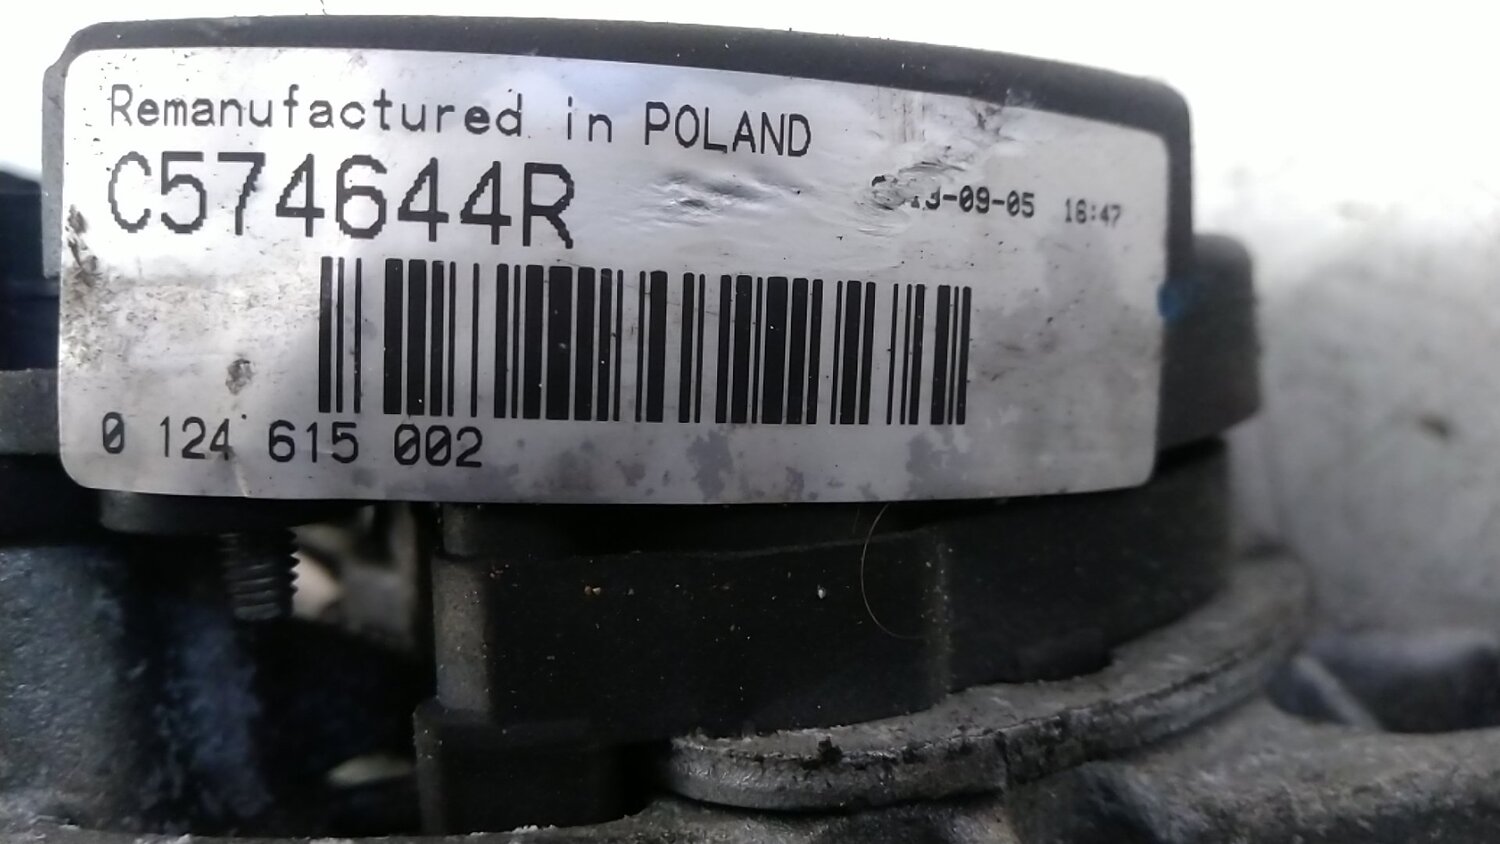 Remanufactured in POLAND
C574644R
-09-05 16:47
0 124 615 002